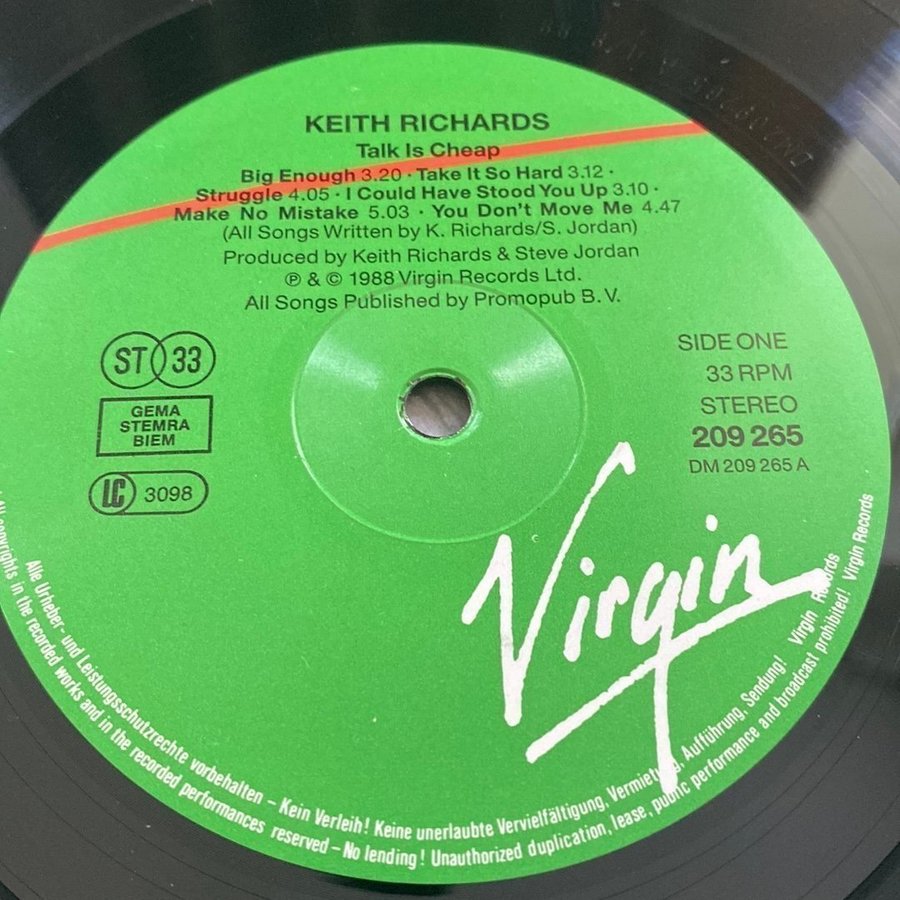 KEITH RICHARDS
Talk Is Cheap
Big Enough 3.20 · Take It So Hard 3.12 ·
Struggle 4.05 · I Could Have Stood You Up 3.10 ·
Make No Mistake 5.03 · You Don't Move Me 4.47
(All Songs Written by K. Richards/S. Jordan)
Produced by Keith Richards & Steve Jordan
℗ & © 1988 Virgin Records Ltd.
All Songs Published by Promopub B.V.
ST 33
GEMA
STEMRA
BIEM
LC 3098
SIDE ONE
33 RPM
STEREO
209 265
DM 209 265 A
Virgin
Alle Urheber- und Leistungsschutzrechte vorbehalten – Kein Verleih! Keine unerlaubte Vervielfältigung, Vermietung, Aufführung, Sendung! Virgin Records
copyrights in the recorded works and in the recorded performances reserved – No lending! Unauthorized duplication, lease, public performance and broadcast prohibited! Virgin Records